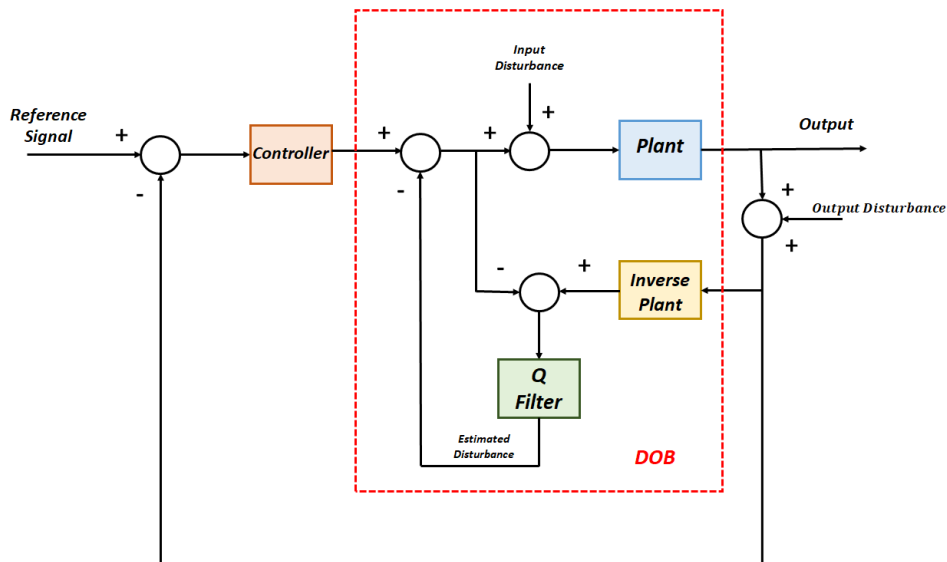 Input
Disturbance
Reference
Signal
+
-
Controller
+
-
+
+
Plant
Output
+
Output Disturbance
+
-
+
Inverse
Plant
Q
Filter
Estimated
Disturbance
DOB